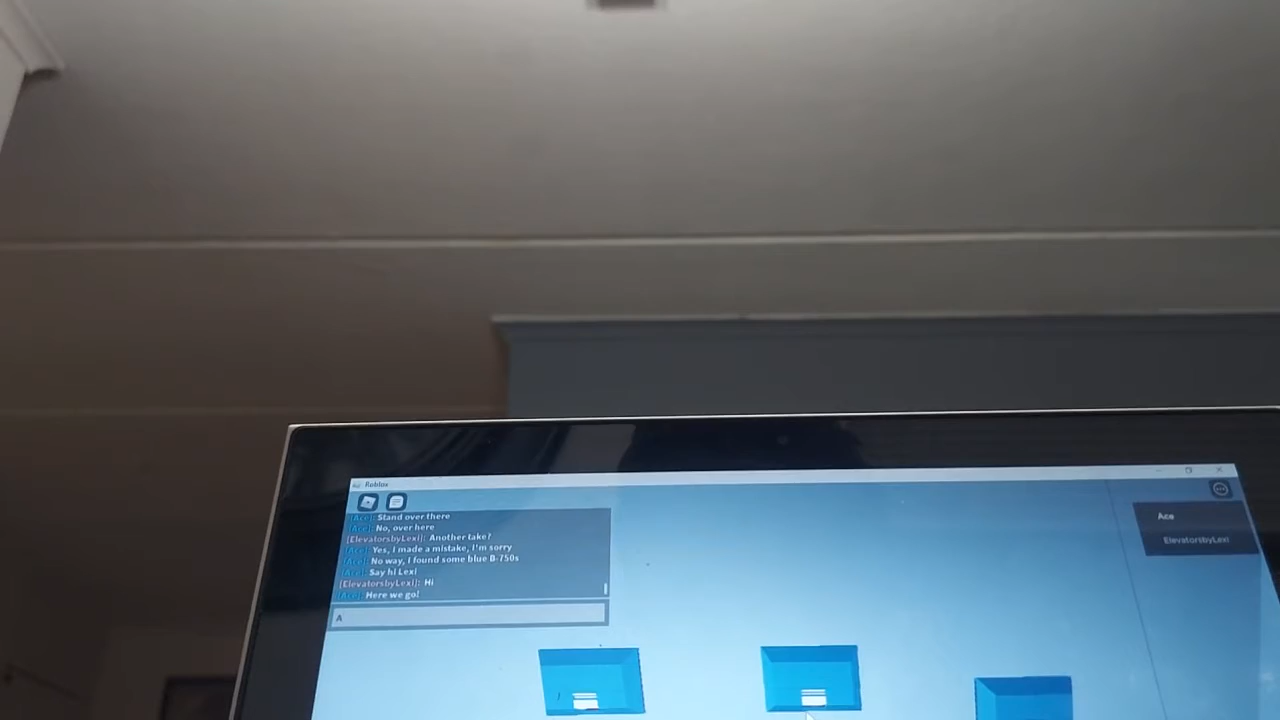 Roblox
[Ace]: Stand over there
[Ace]: No, over here
[ElevatorsbyLexi]: Another take?
[Ace]: Yes, I made a mistake, I'm sorry
[Ace]: No way, I found some blue B-750s
[Ace]: Say hi Lexi
[ElevatorsbyLexi]: Hi
[Ace]: Here we go!
A
Ace
ElevatorsbyLexi